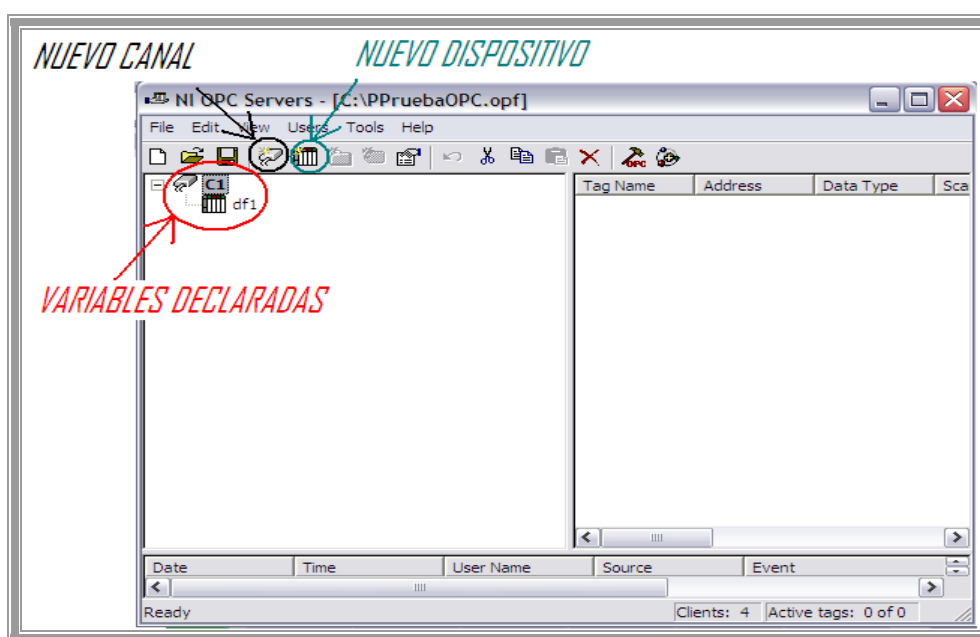 NUEVO CANAL NUEVO DISPOSITIVO
NI OPC Servers - [C:\PPruebaOPC.opf]
File Edit View Users Tools Help
OPC
C1
df1
Tag Name Address Data Type Sca
VARIABLES DECLARADAS
Date Time User Name Source Event
Ready Clients: 4 Active tags: 0 of 0